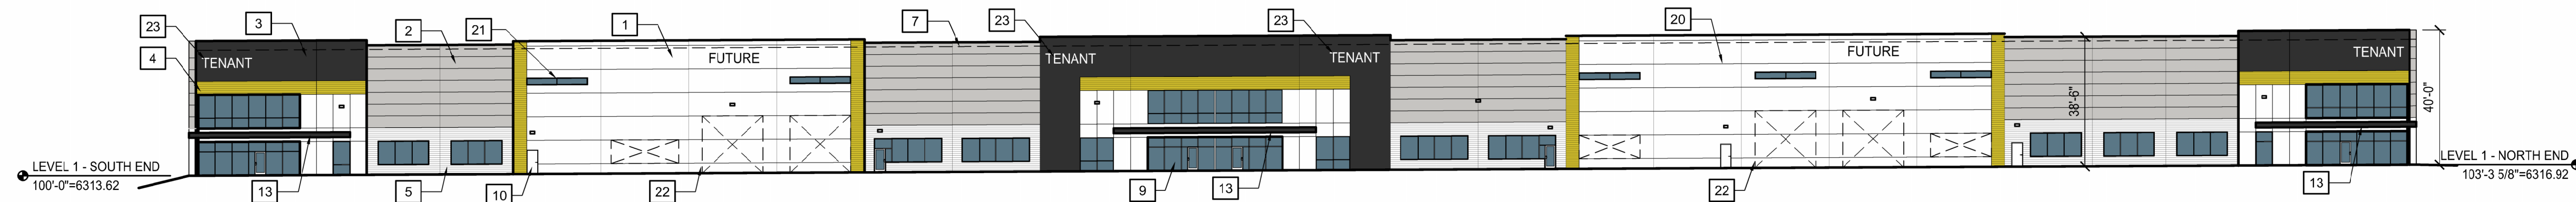 23
3
2
21
1
7
23
23
20
4
TENANT
FUTURE
TENANT
TENANT
FUTURE
TENANT
38'-6"
40'-0"
LEVEL 1 - SOUTH END
100'-0"=6313.62
LEVEL 1 - NORTH END
103'-3 5/8"=6316.92
13
5
10
22
9
13
22
13